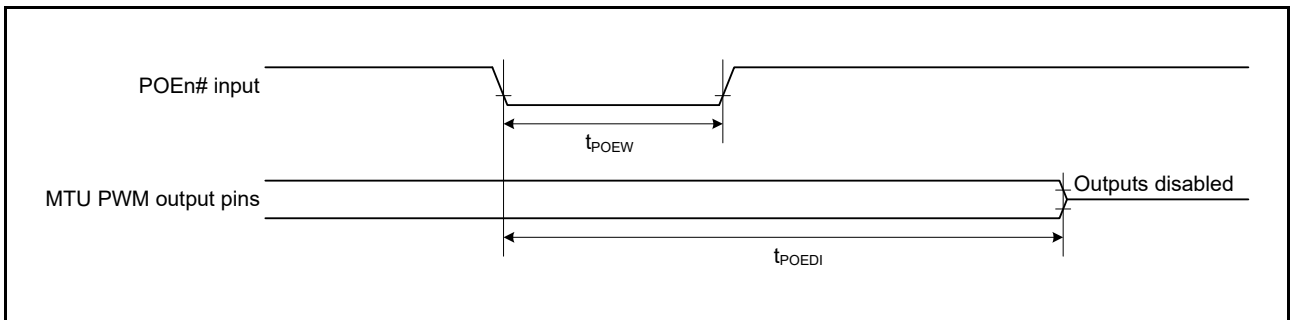 POEn# input
tPOEW
MTU PWM output pins
Outputs disabled
tPOEDI